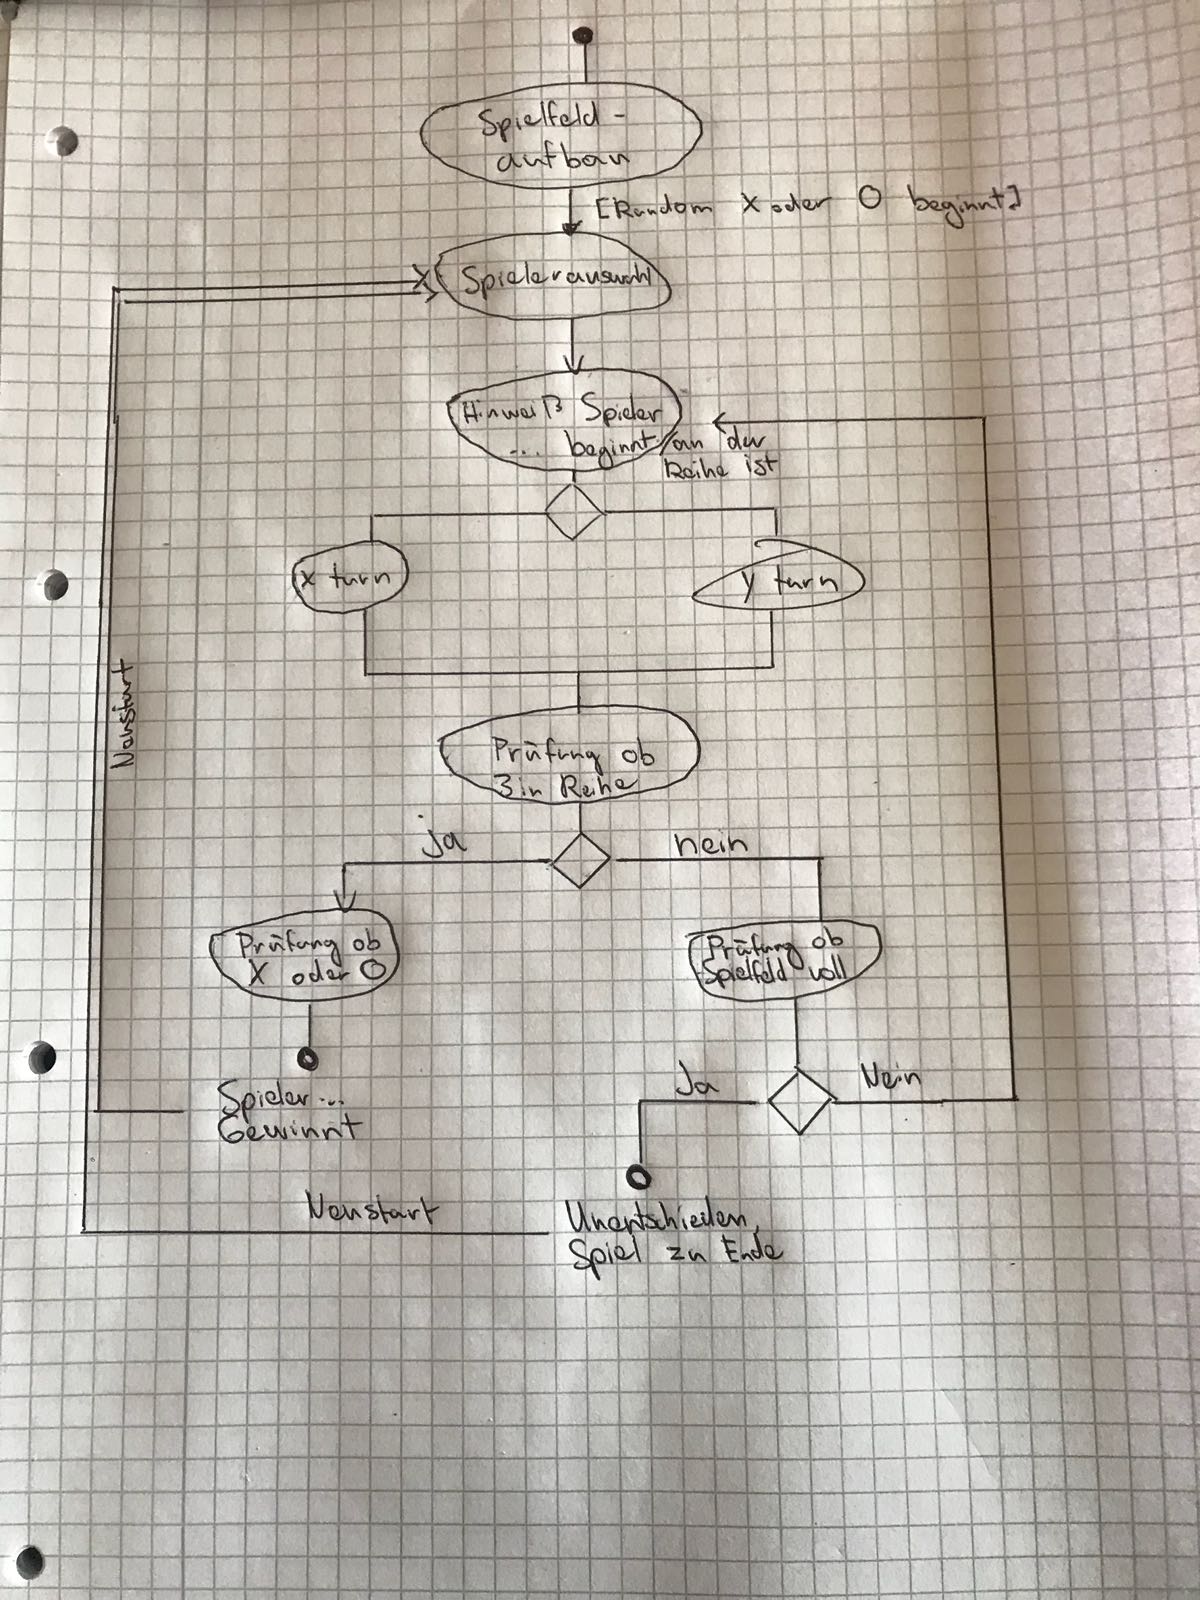 Spielfeld-
aufbau
[Random X oder O beginnt]
Spielerauswahl
Hinweiß Spieler
... beginnt/an der
Reihe ist
x turn
y turn
Neustart
Prüfung ob
3 in Reihe
ja
nein
Prüfung ob
X oder O
Prüfung ob
Spielfeld voll
Ja
Nein
Spieler...
Gewinnt
Neustart
Unentschieden,
Spiel zu Ende